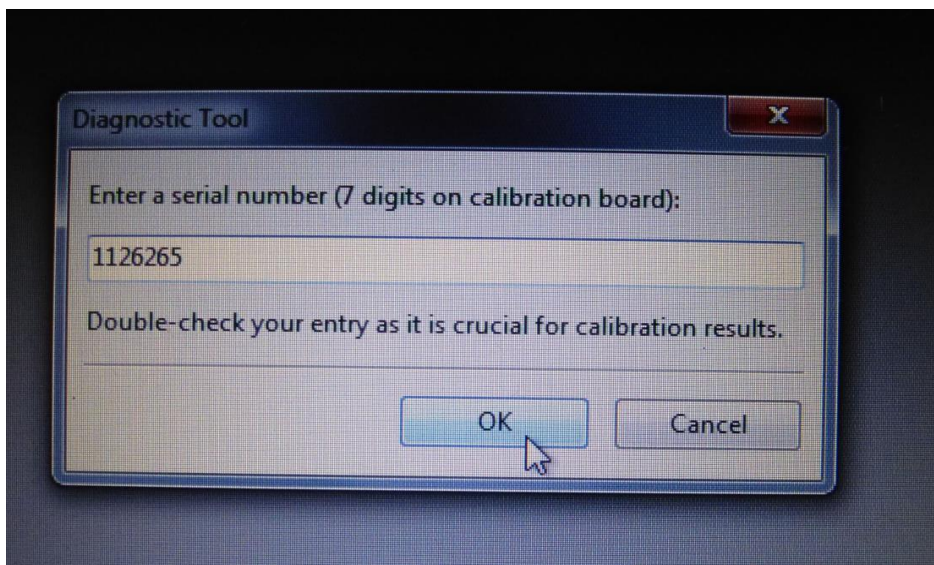 Diagnostic Tool
Enter a serial number (7 digits on calibration board):
1126265
Double-check your entry as it is crucial for calibration results.
OK
Cancel